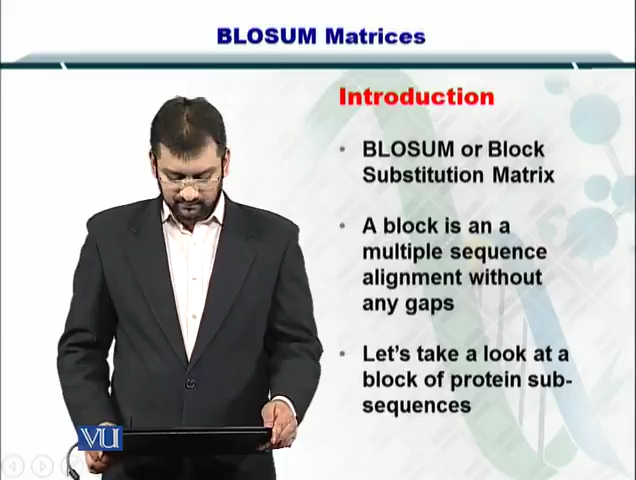 BLOSUM Matrices
Introduction
• BLOSUM or Block
Substitution Matrix
• A block is an a
multiple sequence
alignment without
any gaps
• Let's take a look at a
block of protein sub-
sequences
VU